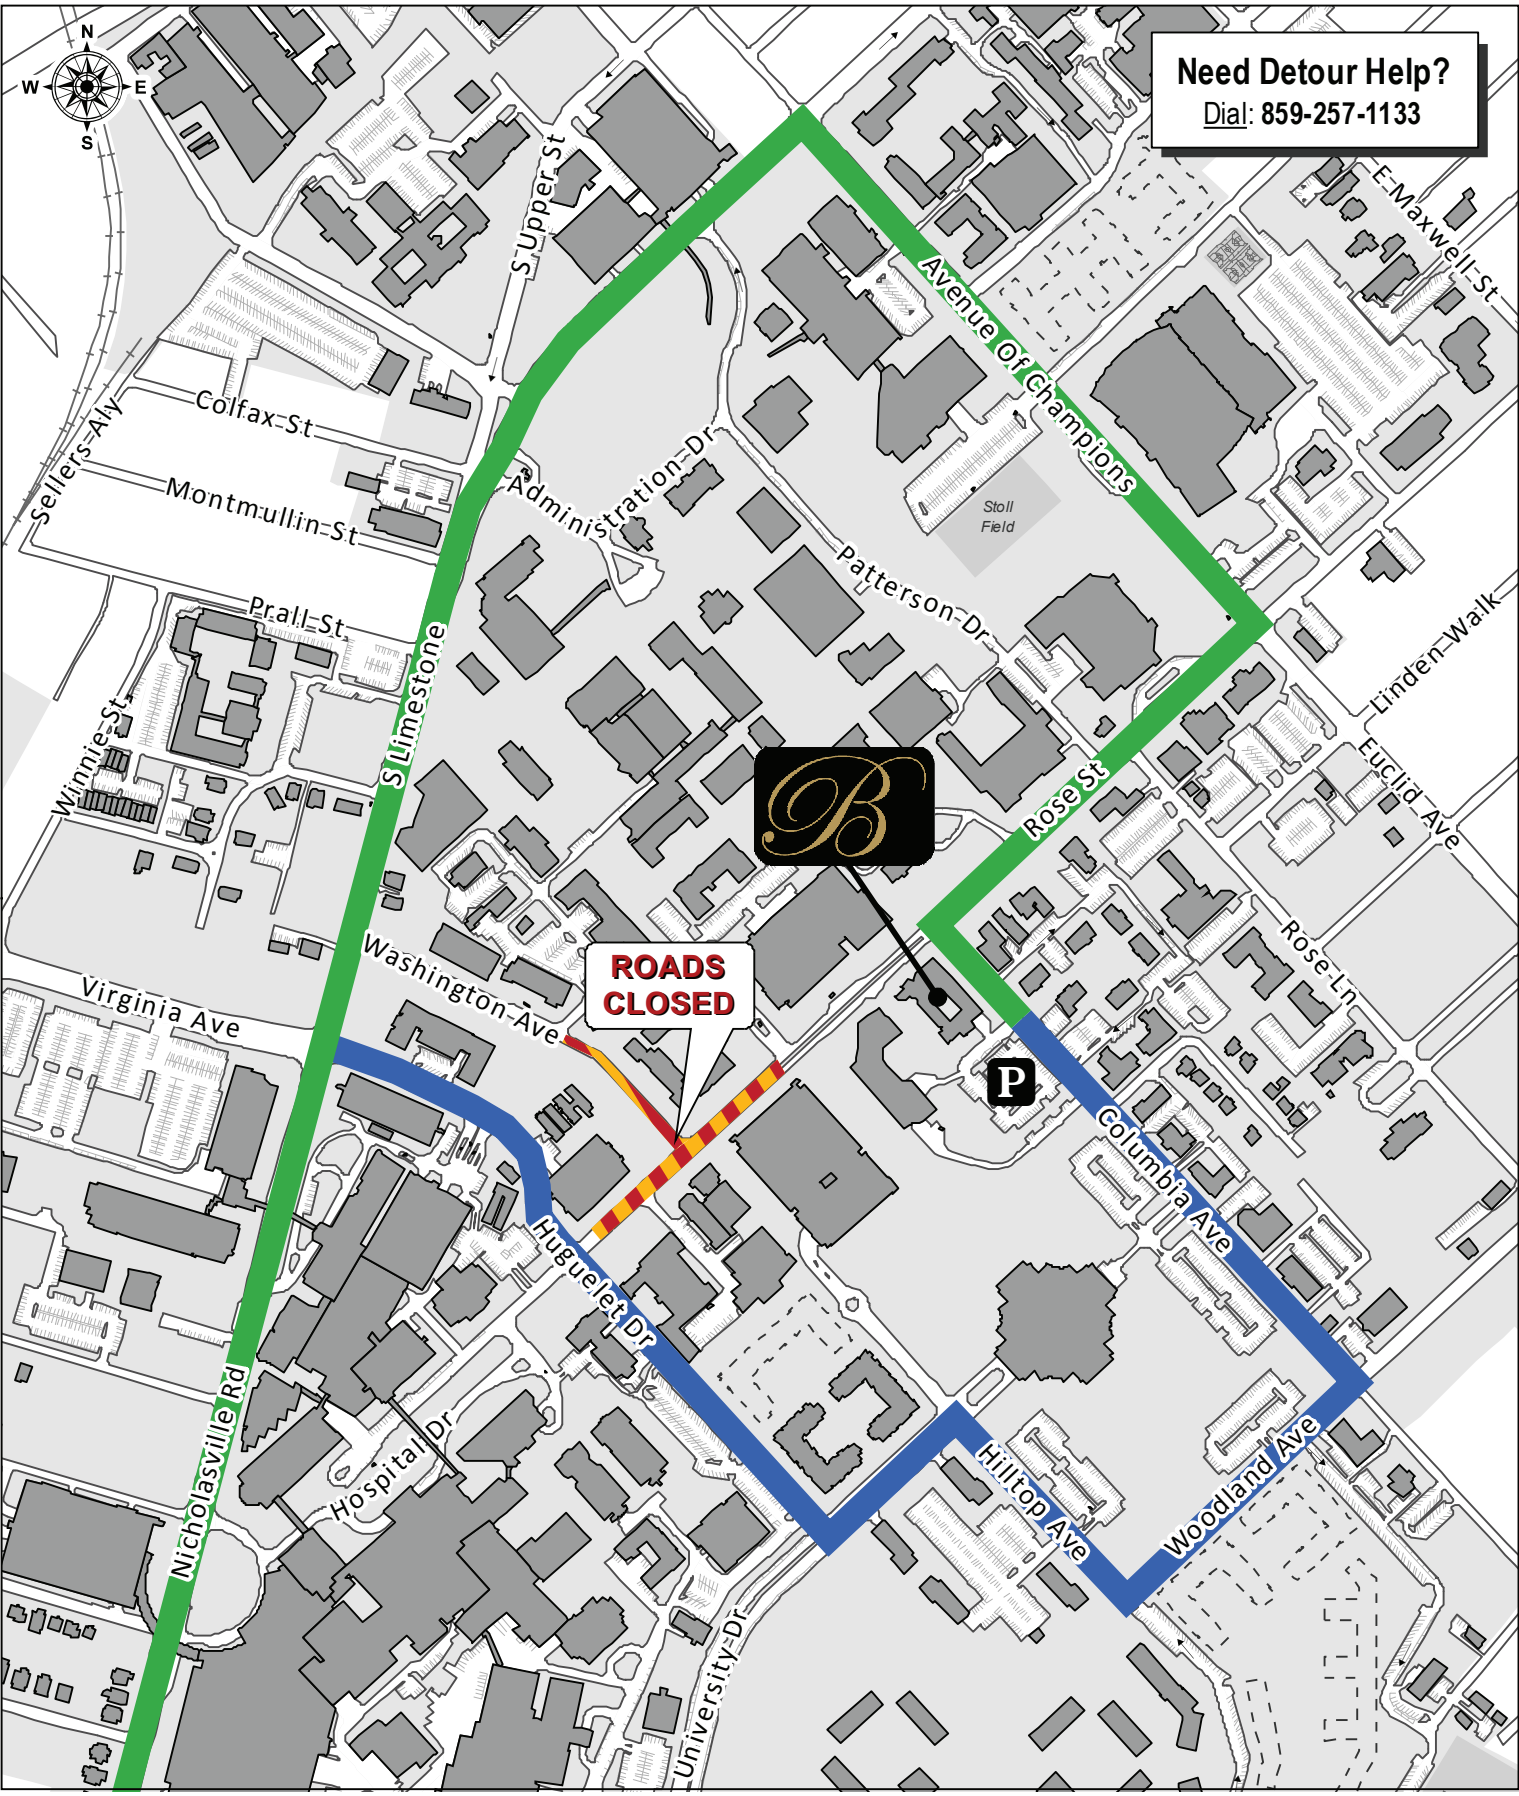 N
W
E
S
Need Detour Help?
Dial: 859-257-1133
E Maxwell St
S Upper St
Avenue Of Champions
Colfax St
Sellers Aly
Montmullin St
Administration Dr
Stoll
Field
Patterson Dr
Prall St
Linden Walk
S Limestone
Winnie St
Euclid Ave
Rose St
B
Rose Ln
Washington Ave
ROADS
CLOSED
Virginia Ave
P
Columbia Ave
Huguelet Dr
Nicholasville Rd
Hospital Dr
Hilltop Ave
Woodland Ave
University Dr